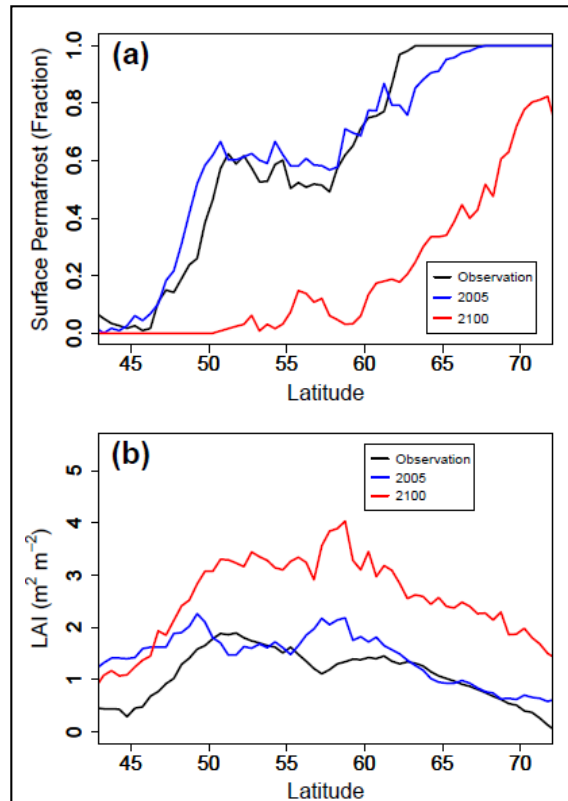 (a)
Surface Permafrost (Fraction)
1.0
0.8
0.6
0.4
0.2
0.0
Observation
2005
2100
45 50 55 60 65 70
Latitude
(b)
LAI (m² m⁻²)
5
4
3
2
1
0
Observation
2005
2100
45 50 55 60 65 70
Latitude